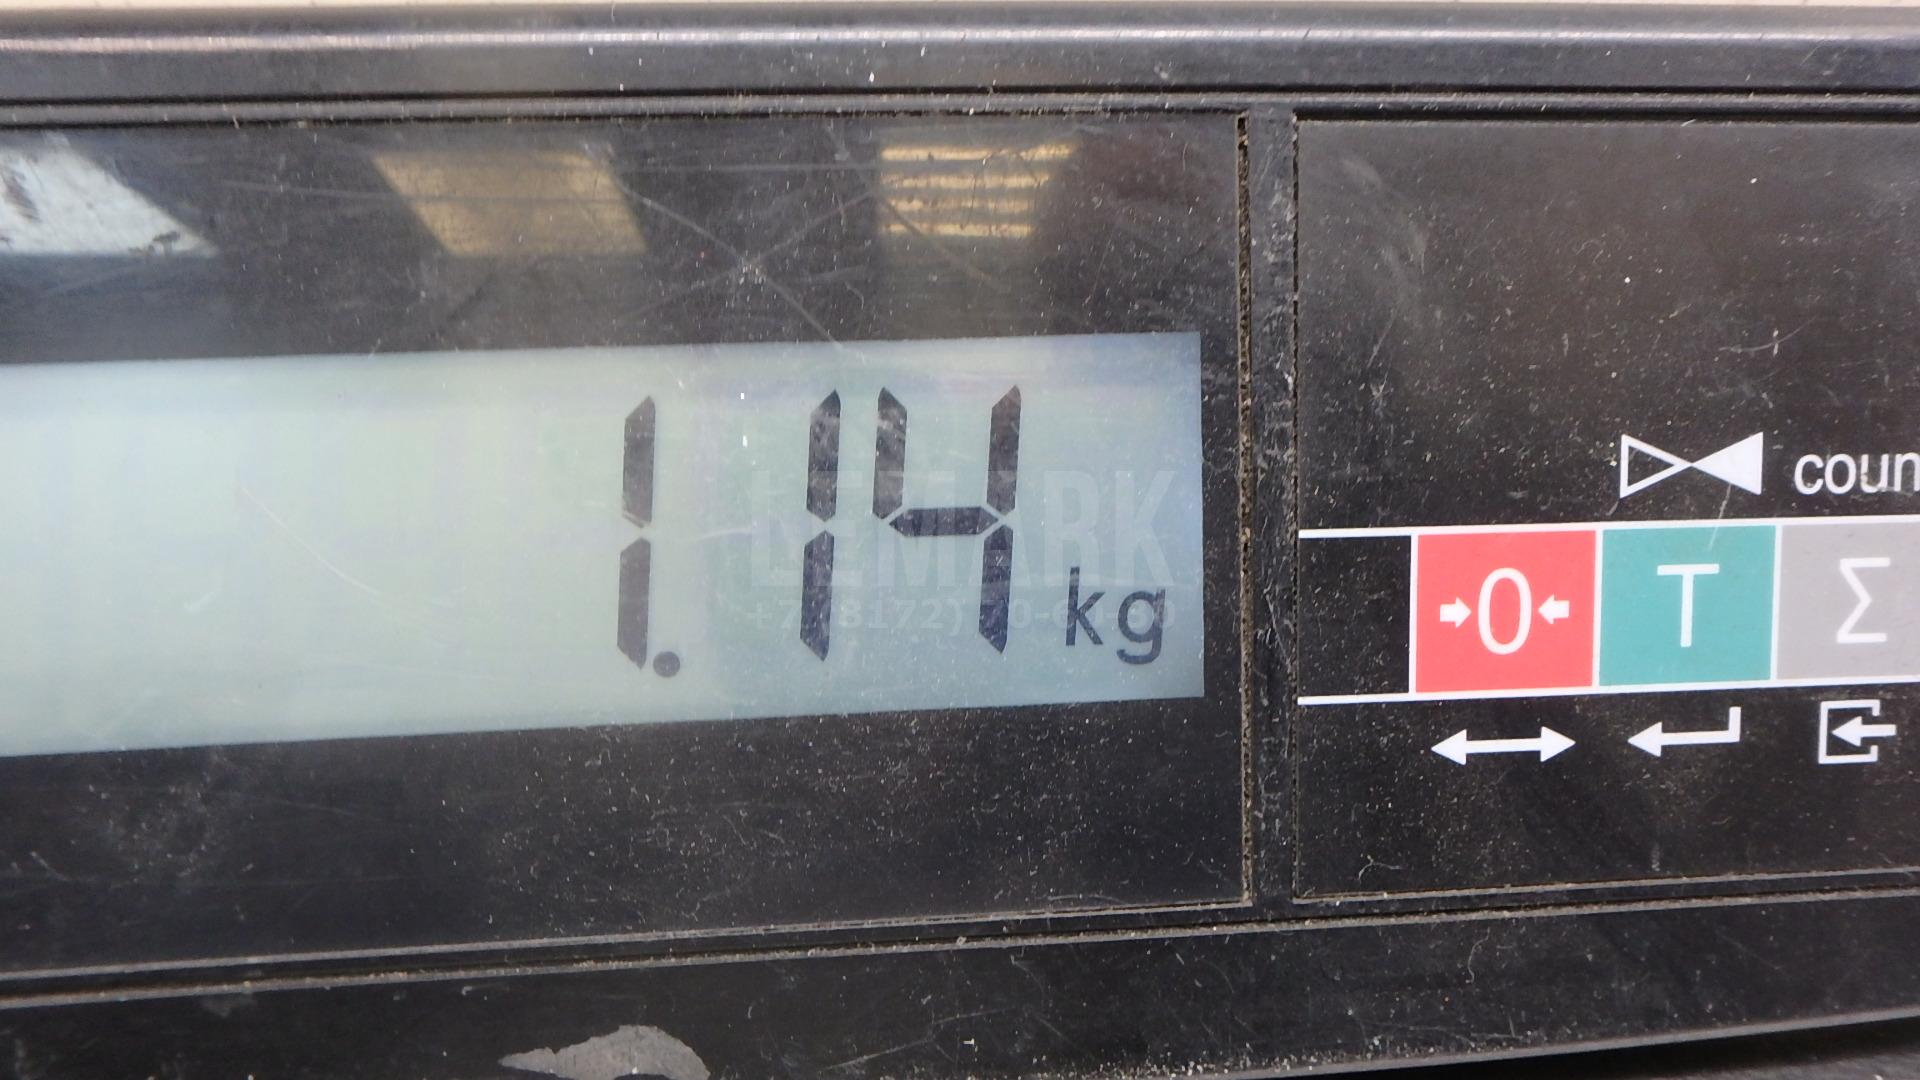 1.14 kg
LEMARK
coun
→0← T Σ